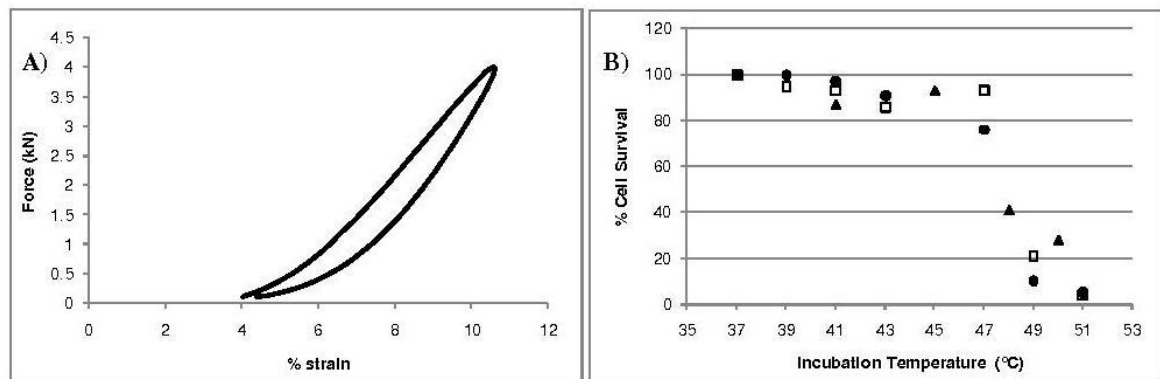 A)
4.5
4
3.5
3
2.5
2
1.5
1
0.5
0
Force (kN)
0 2 4 6 8 10 12
% strain
B)
120
100
80
60
40
20
0
% Cell Survival
35 37 39 41 43 45 47 49 51 53
Incubation Temperature (°C)